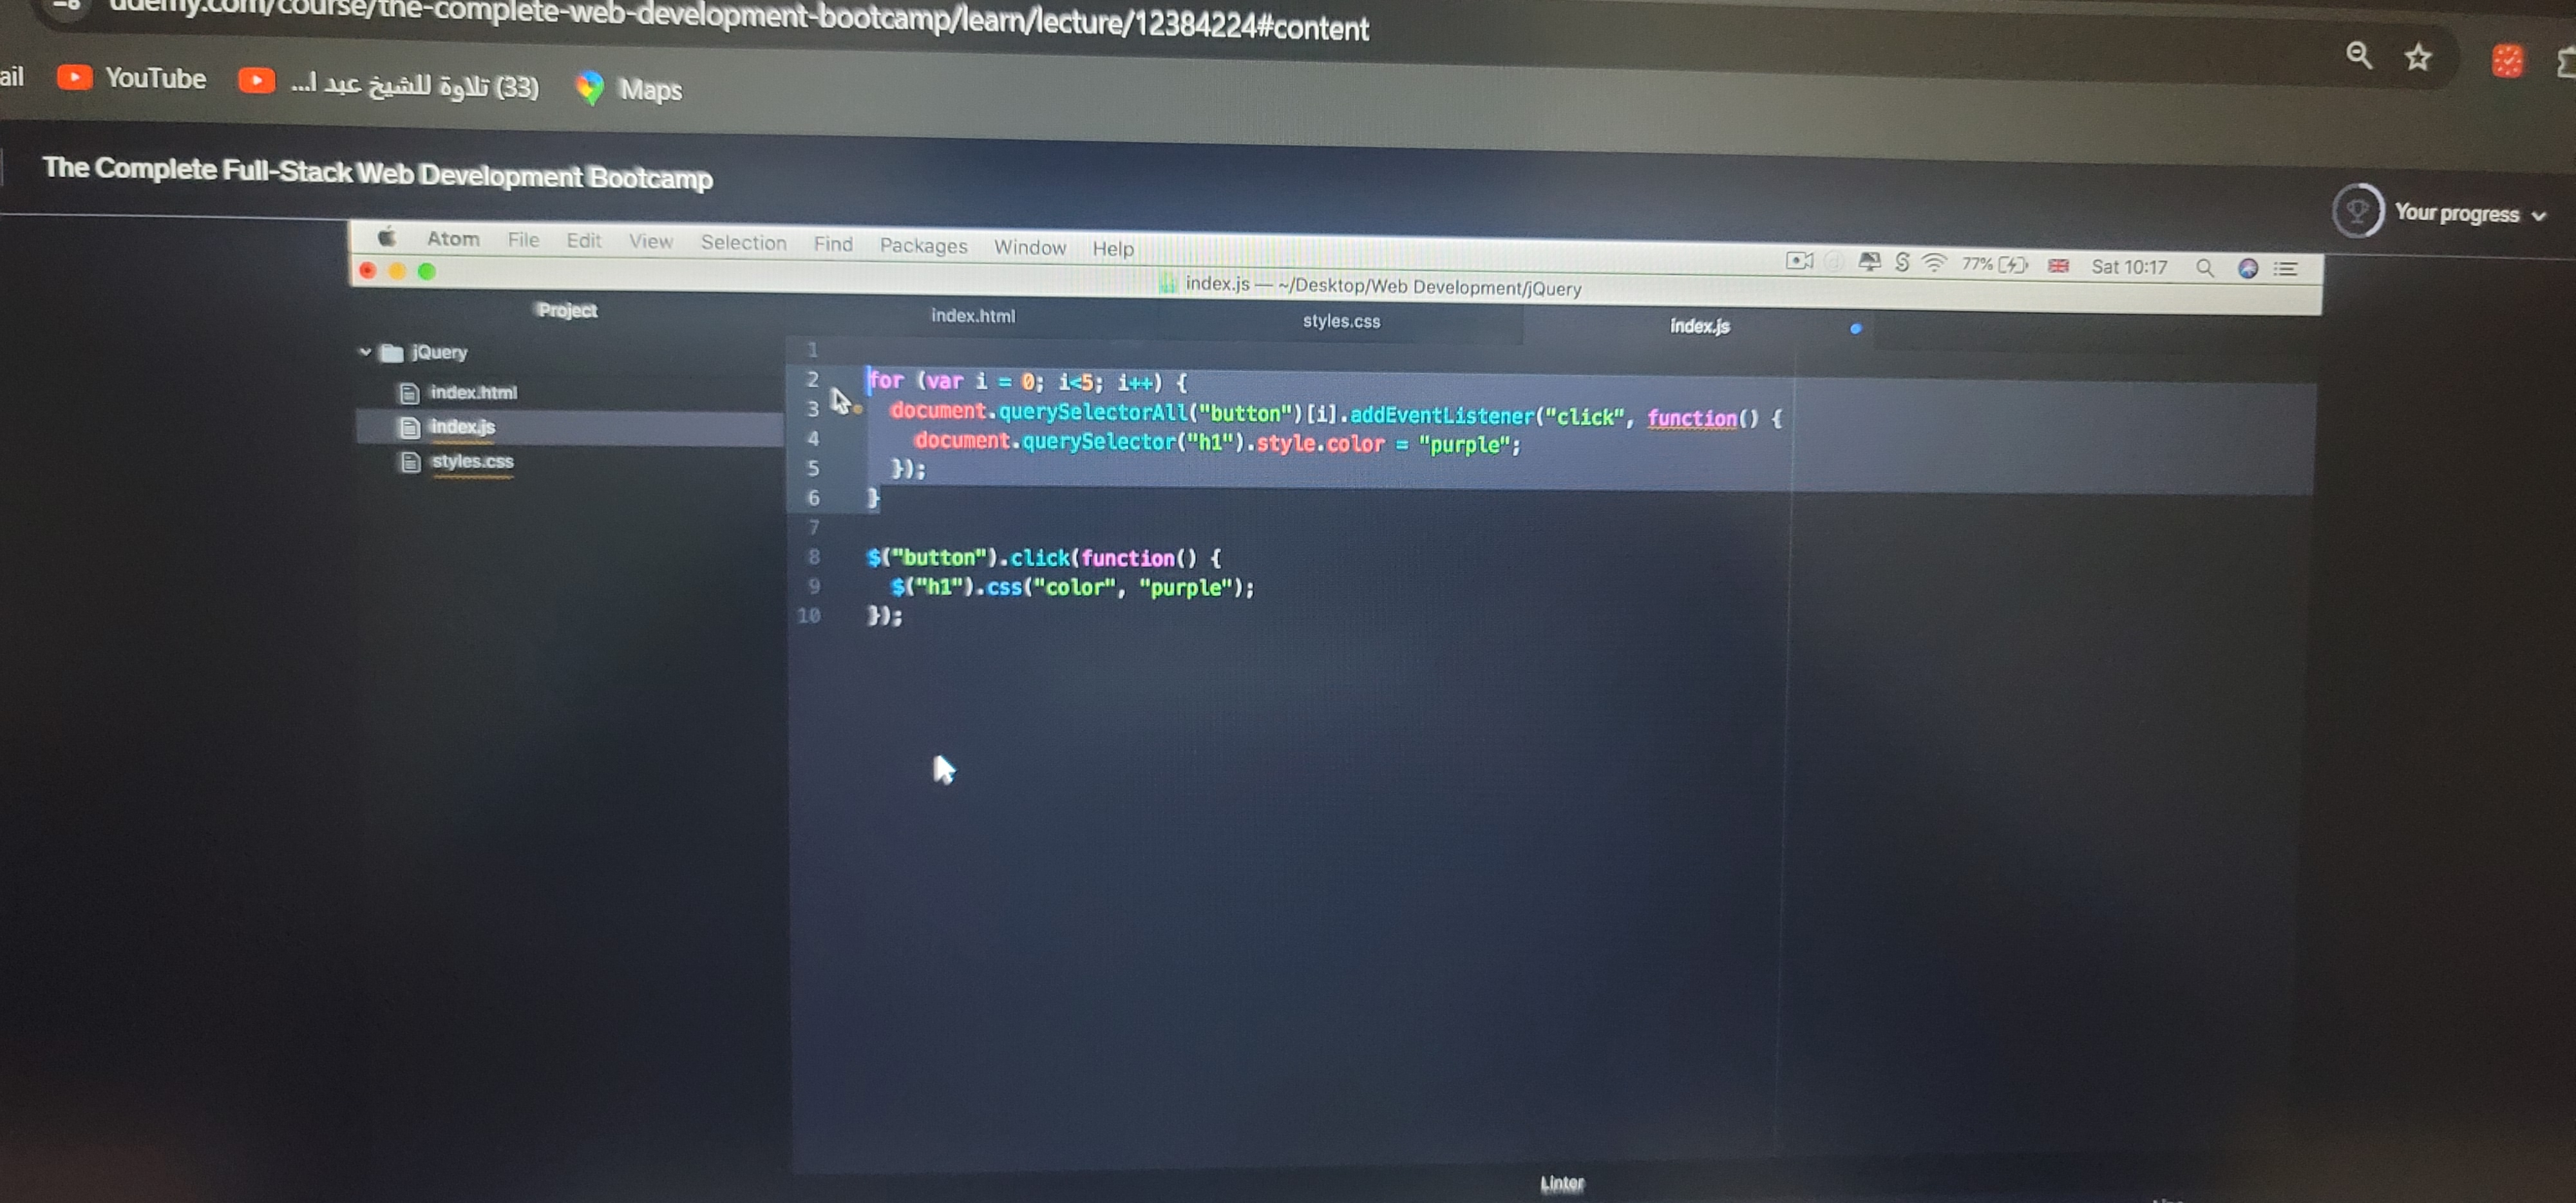 udemy.com/course/the-complete-web-development-bootcamp/learn/lecture/12384224#content
ail YouTube (33) تلاوة للشيخ عبد ا... Maps
The Complete Full-Stack Web Development Bootcamp
Your progress
Atom File Edit View Selection Find Packages Window Help
77% Sat 10:17
index.js — ~/Desktop/Web Development/jQuery
Project
index.html styles.css index.js
jQuery
index.html
index.js
styles.css
1
2 for (var i = 0; i<5; i++) {
3 document.querySelectorAll("button")[i].addEventListener("click", function() {
4 document.querySelector("h1").style.color = "purple";
5 });
6 }
7
8 $("button").click(function() {
9 $("h1").css("color", "purple");
10 });
Linter